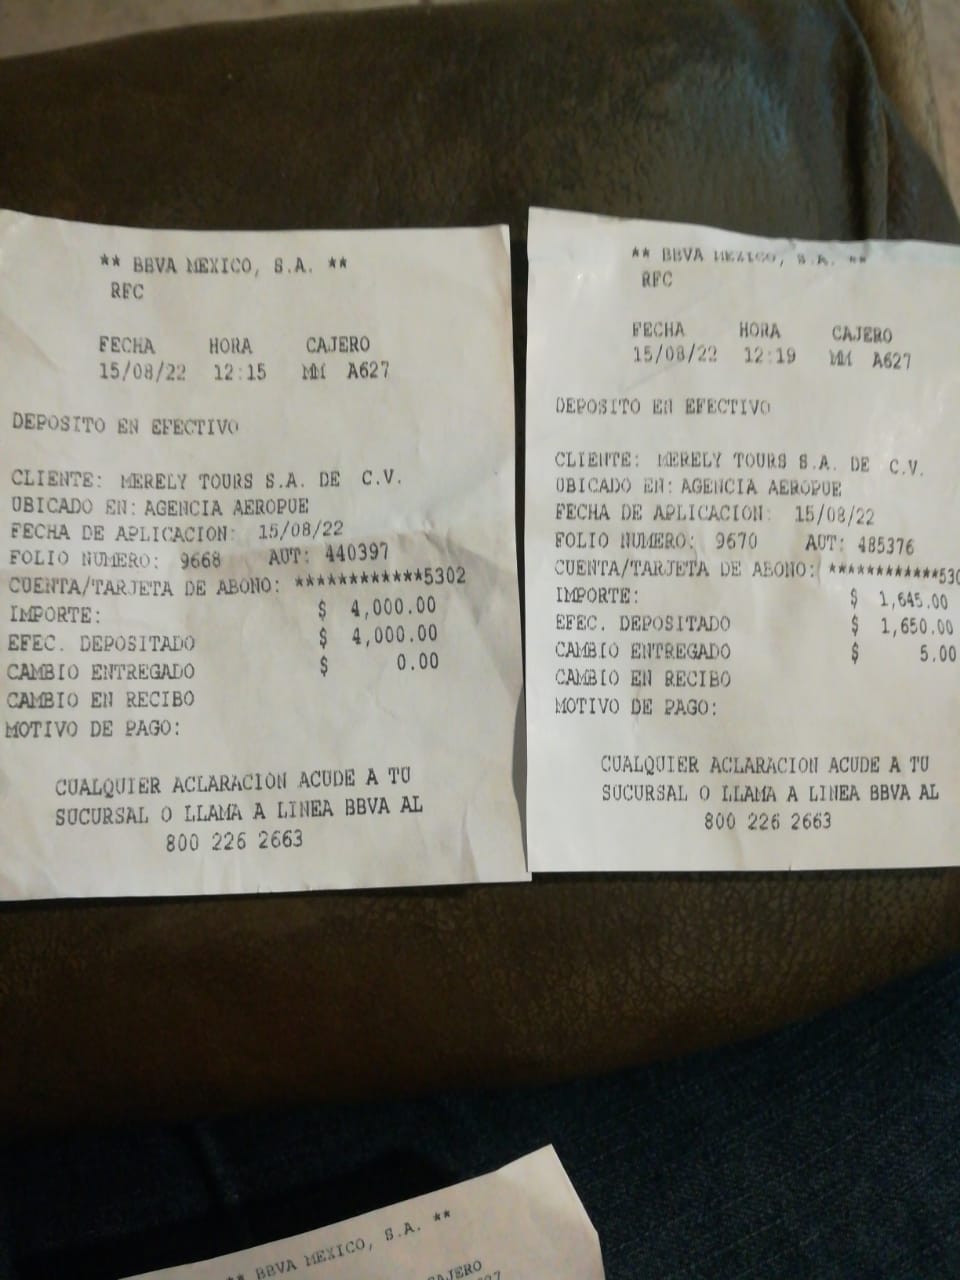 ** BBVA MEXICO, S.A. **
RFC
FECHA HORA CAJERO
15/08/22 12:15 MM A627
DEPOSITO EN EFECTIVO
CLIENTE: MERELY TOURS S.A. DE C.V.
UBICADO EN: AGENCIA AEROPUE
FECHA DE APLICACION: 15/08/22
FOLIO NUMERO: 9668 AUT: 440397
CUENTA/TARJETA DE ABONO: ************5302
IMPORTE: $ 4,000.00
EFEC. DEPOSITADO $ 4,000.00
CAMBIO ENTREGADO $ 0.00
CAMBIO EN RECIBO
MOTIVO DE PAGO:
CUALQUIER ACLARACION ACUDE A TU
SUCURSAL O LLAMA A LINEA BBVA AL
800 226 2663
** BBVA MEXICO, S.A. **
RFC
FECHA HORA CAJERO
15/08/22 12:19 MM A627
DEPOSITO EN EFECTIVO
CLIENTE: MERELY TOURS S.A. DE C.V.
UBICADO EN: AGENCIA AEROPUE
FECHA DE APLICACION: 15/08/22
FOLIO NUMERO: 9670 AUT: 485376
CUENTA/TARJETA DE ABONO: ************530
IMPORTE: $ 1,645.00
EFEC. DEPOSITADO $ 1,650.00
CAMBIO ENTREGADO $ 5.00
CAMBIO EN RECIBO
MOTIVO DE PAGO:
CUALQUIER ACLARACION ACUDE A TU
SUCURSAL O LLAMA A LINEA BBVA AL
800 226 2663
** BBVA MEXICO, S.A. **
CAJERO